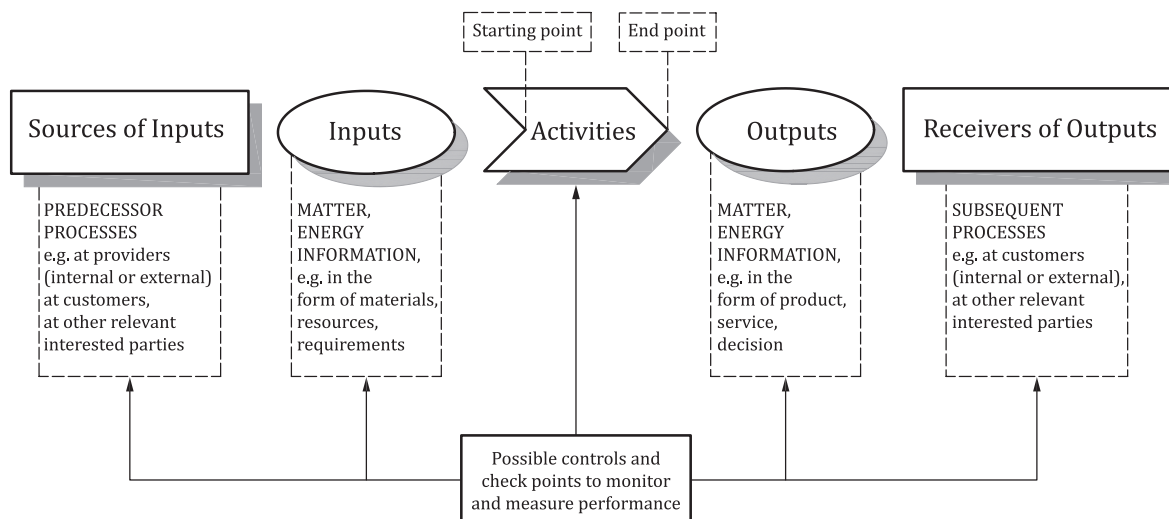 Starting point
End point
Sources of Inputs
Inputs
Activities
Outputs
Receivers of Outputs
PREDECESSOR
PROCESSES
e.g. at providers
(internal or external)
at customers,
at other relevant
interested parties
MATTER,
ENERGY
INFORMATION,
e.g. in the
form of materials,
resources,
requirements
MATTER,
ENERGY
INFORMATION,
e.g. in the
form of product,
service,
decision
SUBSEQUENT
PROCESSES
e.g. at customers
(internal or external),
at other relevant
interested parties
Possible controls and
check points to monitor
and measure performance